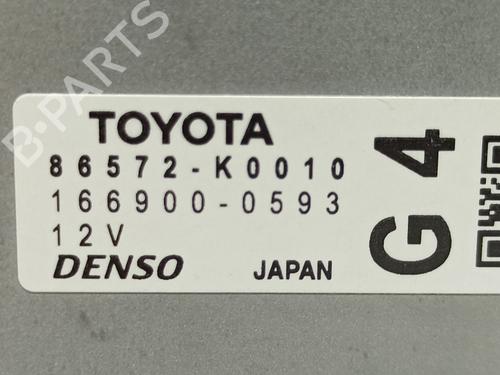 B-PARTS
TOYOTA
86572-K0010
166900-0593
12V
DENSO JAPAN
G4